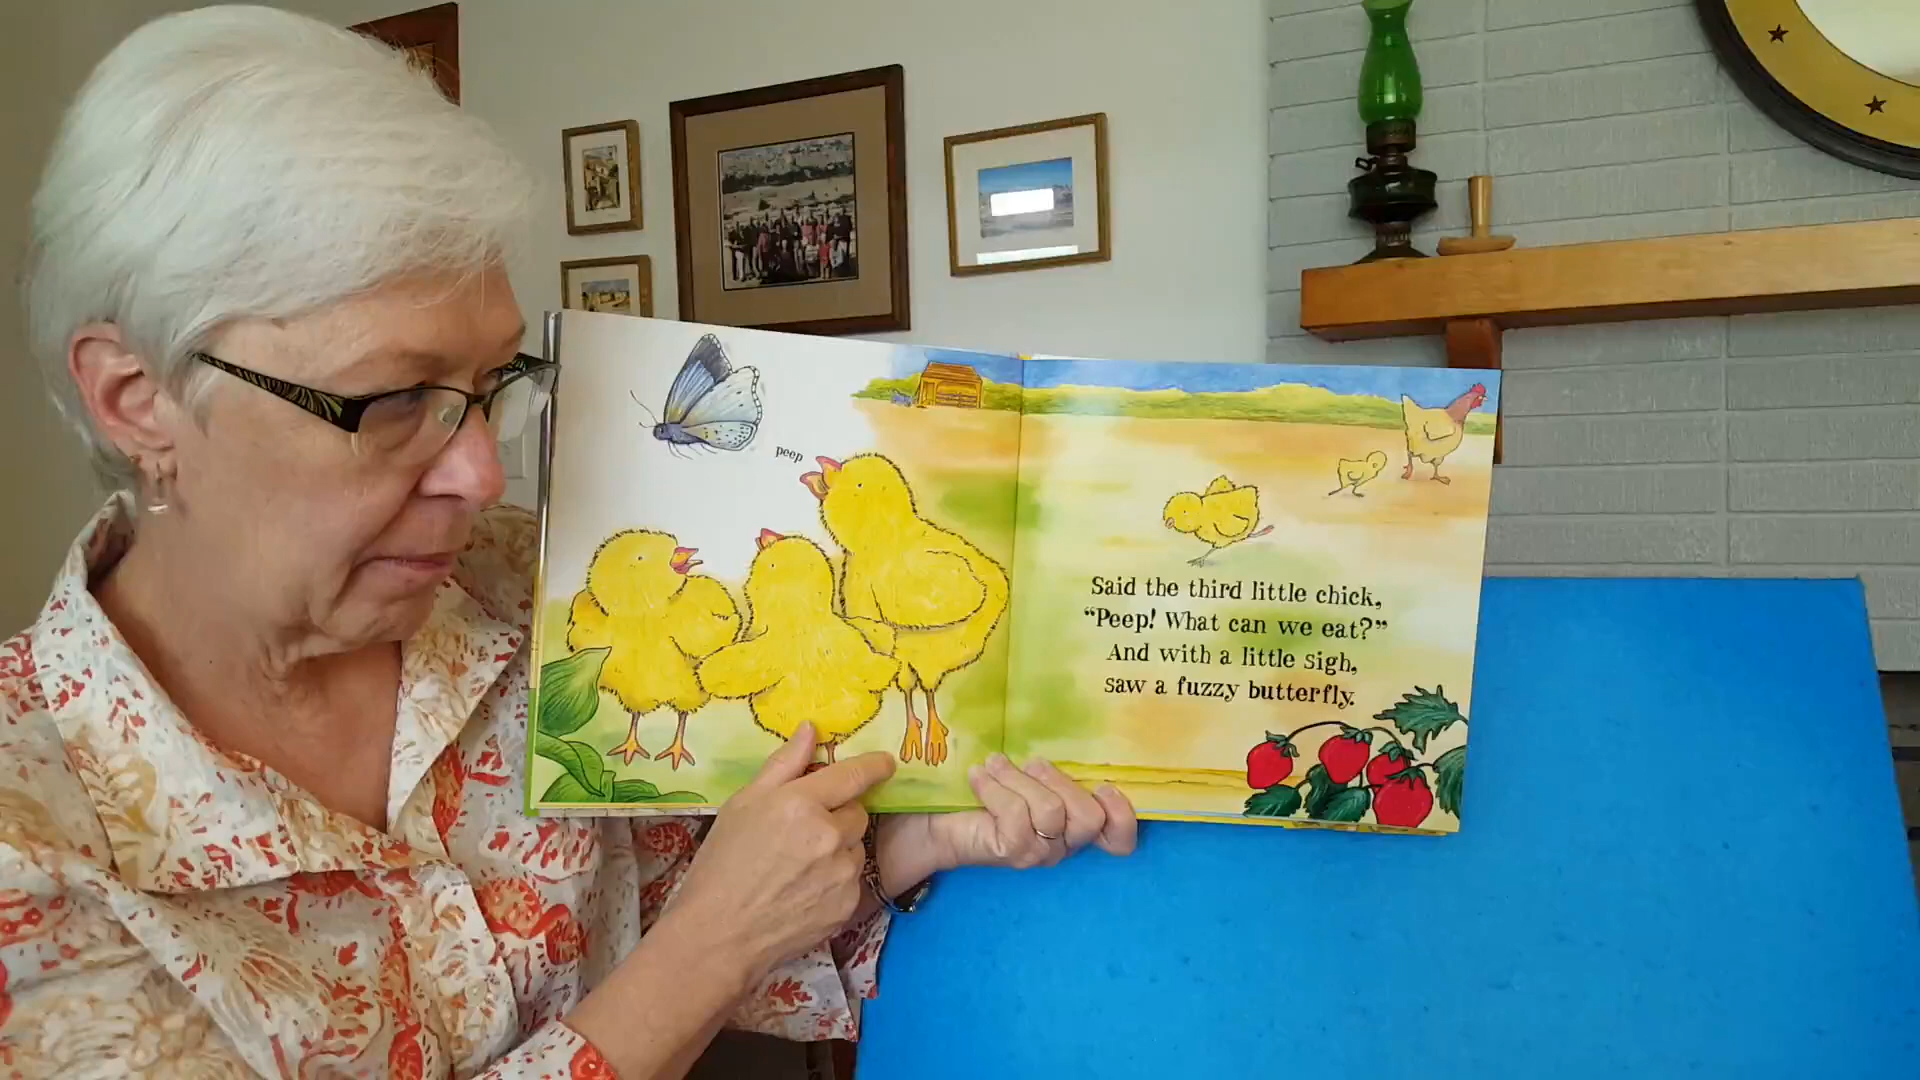 peep
Said the third little chick,
“Peep! What can we eat?”
And with a little sigh,
saw a fuzzy butterfly.